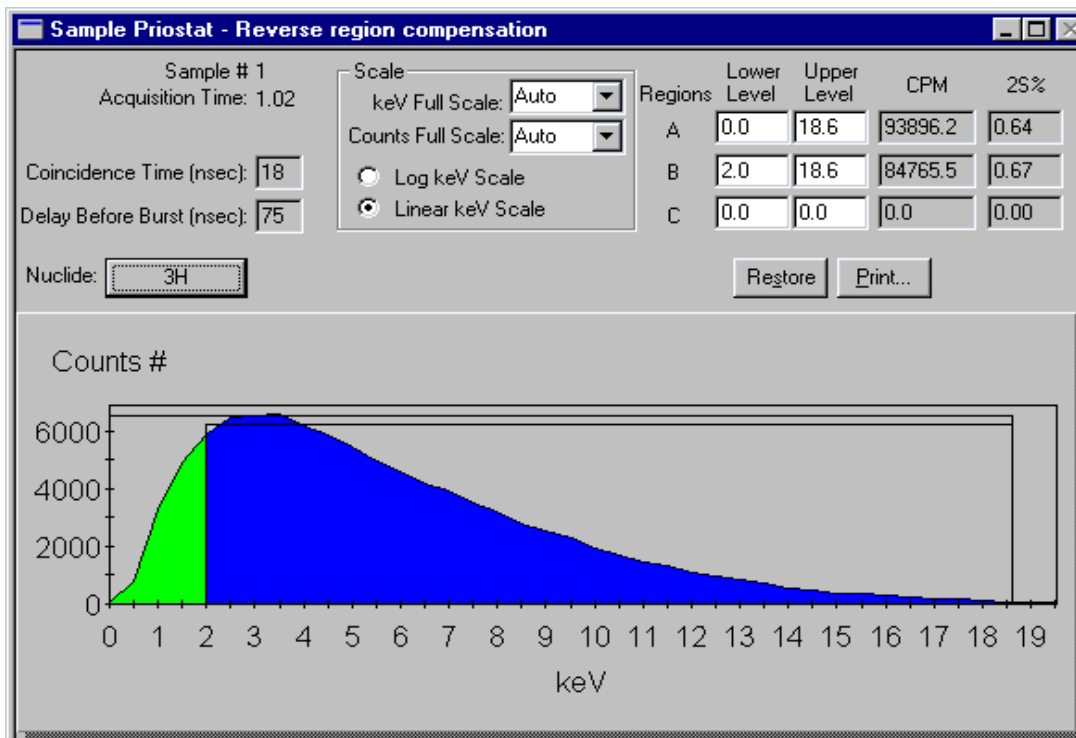 Sample Priostat - Reverse region compensation
Sample # 1
Acquisition Time: 1.02
Coincidence Time (nsec): 18
Delay Before Burst (nsec): 75
Nuclide: 3H
Scale
keV Full Scale: Auto
Counts Full Scale: Auto
Log keV Scale
Linear keV Scale
Regions Lower Level Upper Level CPM 2S%
A 0.0 18.6 93896.2 0.64
B 2.0 18.6 84765.5 0.67
C 0.0 0.0 0.0 0.00
Restore Print...
Counts #
6000
4000
2000
0
0 1 2 3 4 5 6 7 8 9 10 11 12 13 14 15 16 17 18 19
keV